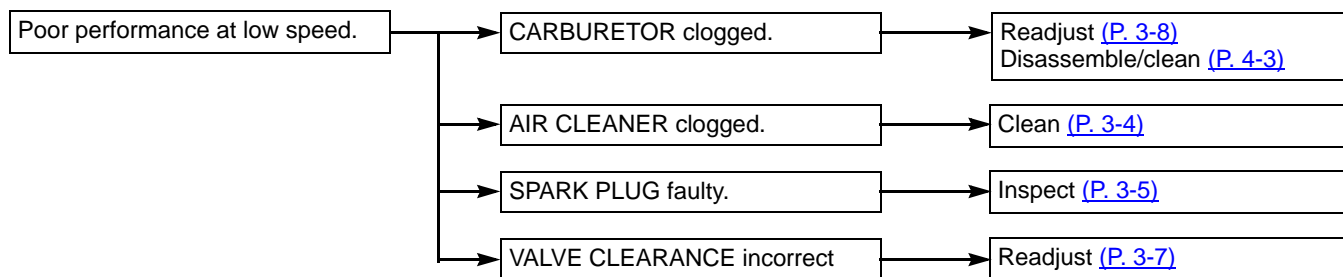 Poor performance at low speed.
CARBURETOR clogged.
Readjust (P. 3-8)
Disassemble/clean (P. 4-3)
AIR CLEANER clogged.
Clean (P. 3-4)
SPARK PLUG faulty.
Inspect (P. 3-5)
VALVE CLEARANCE incorrect
Readjust (P. 3-7)